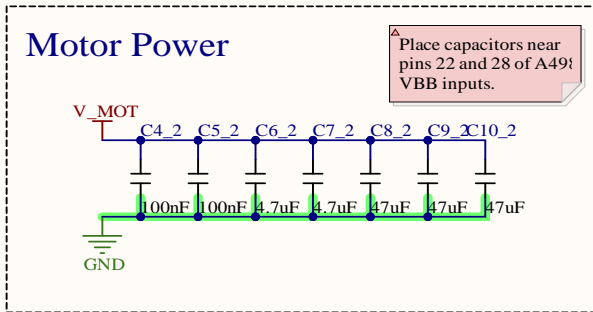 Motor Power
Place capacitors near
pins 22 and 28 of A498
VBB inputs.
V_MOT
C4_2 C5_2 C6_2 C7_2 C8_2 C9_2 C10_2
100nF 100nF 4.7uF 4.7uF 47uF 47uF 47uF
GND